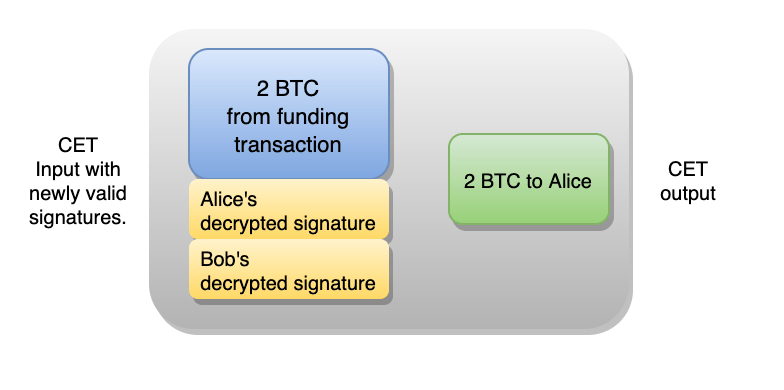 CET
Input with
newly valid
signatures.
2 BTC
from funding
transaction
Alice's
decrypted signature
Bob's
decrypted signature
2 BTC to Alice
CET
output